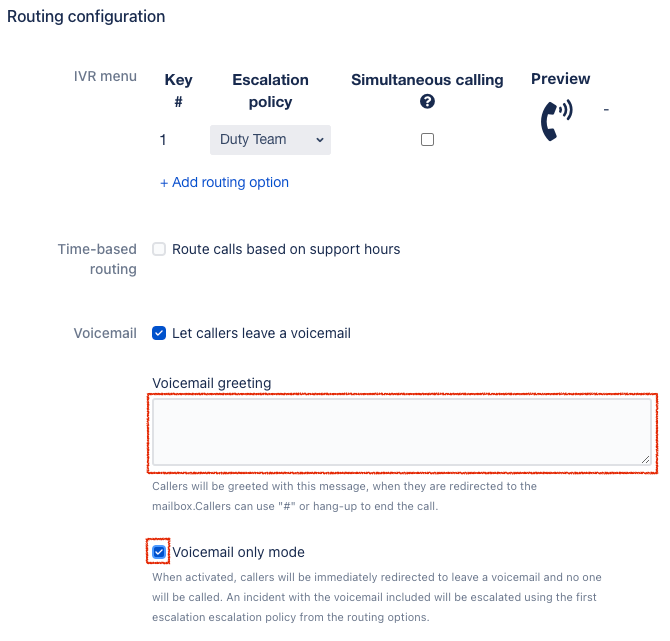 Routing configuration
IVR menu
Key #
Escalation policy
Simultaneous calling
?
Preview
1
Duty Team
-
+ Add routing option
Time-based
routing
Route calls based on support hours
Voicemail
Let callers leave a voicemail
Voicemail greeting
Callers will be greeted with this message, when they are redirected to the
mailbox.Callers can use "#" or hang-up to end the call.
Voicemail only mode
When activated, callers will be immediately redirected to leave a voicemail and no one
will be called. An incident with the voicemail included will be escalated using the first
escalation escalation policy from the routing options.